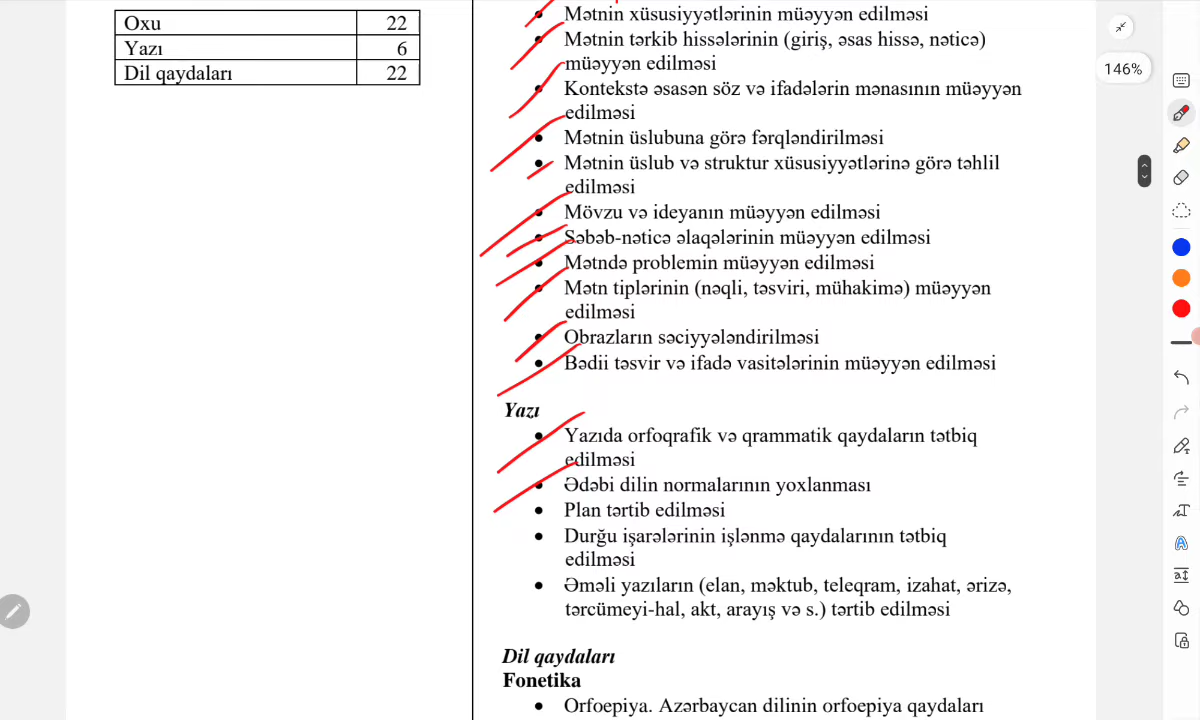 Oxu 22
Yazı 6
Dil qaydaları 22
• Mətnin xüsusiyyətlərinin müəyyən edilməsi
• Mətnin tərkib hissələrinin (giriş, əsas hissə, nəticə)
müəyyən edilməsi
• Kontekstə əsasən söz və ifadələrin mənasının müəyyən
edilməsi
• Mətnin üslubuna görə fərqləndirilməsi
• Mətnin üslub və struktur xüsusiyyətlərinə görə təhlil
edilməsi
• Mövzu və ideyanın müəyyən edilməsi
• Səbəb-nəticə əlaqələrinin müəyyən edilməsi
• Mətndə problemin müəyyən edilməsi
• Mətn tiplərinin (nəqli, təsviri, mühakimə) müəyyən
edilməsi
• Obrazların səciyyələndirilməsi
• Bədii təsvir və ifadə vasitələrinin müəyyən edilməsi
Yazı
• Yazıda orfoqrafik və qrammatik qaydaların tətbiq
edilməsi
• Ədəbi dilin normalarının yoxlanması
• Plan tərtib edilməsi
• Durğu işarələrinin işlənmə qaydalarının tətbiq
edilməsi
• Əməli yazıların (elan, məktub, teleqram, izahat, ərizə,
tərcümeyi-hal, akt, arayış və s.) tərtib edilməsi
Dil qaydaları
Fonetika
• Orfoepiya. Azərbaycan dilinin orfoepiya qaydaları
146%